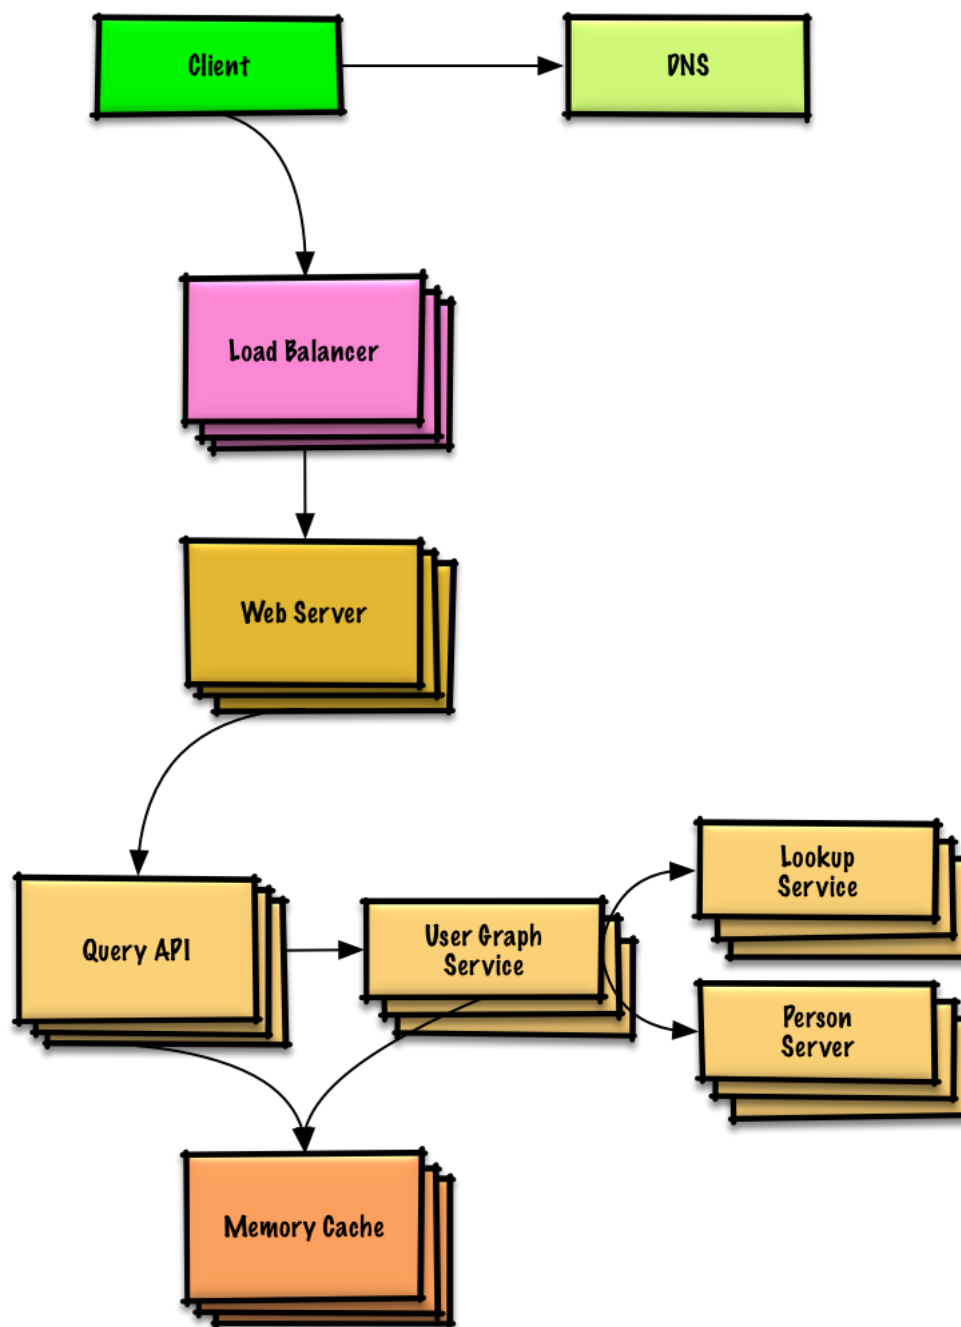 Client
DNS
Load Balancer
Web Server
Query API
User Graph
Service
Lookup
Service
Person
Server
Memory Cache